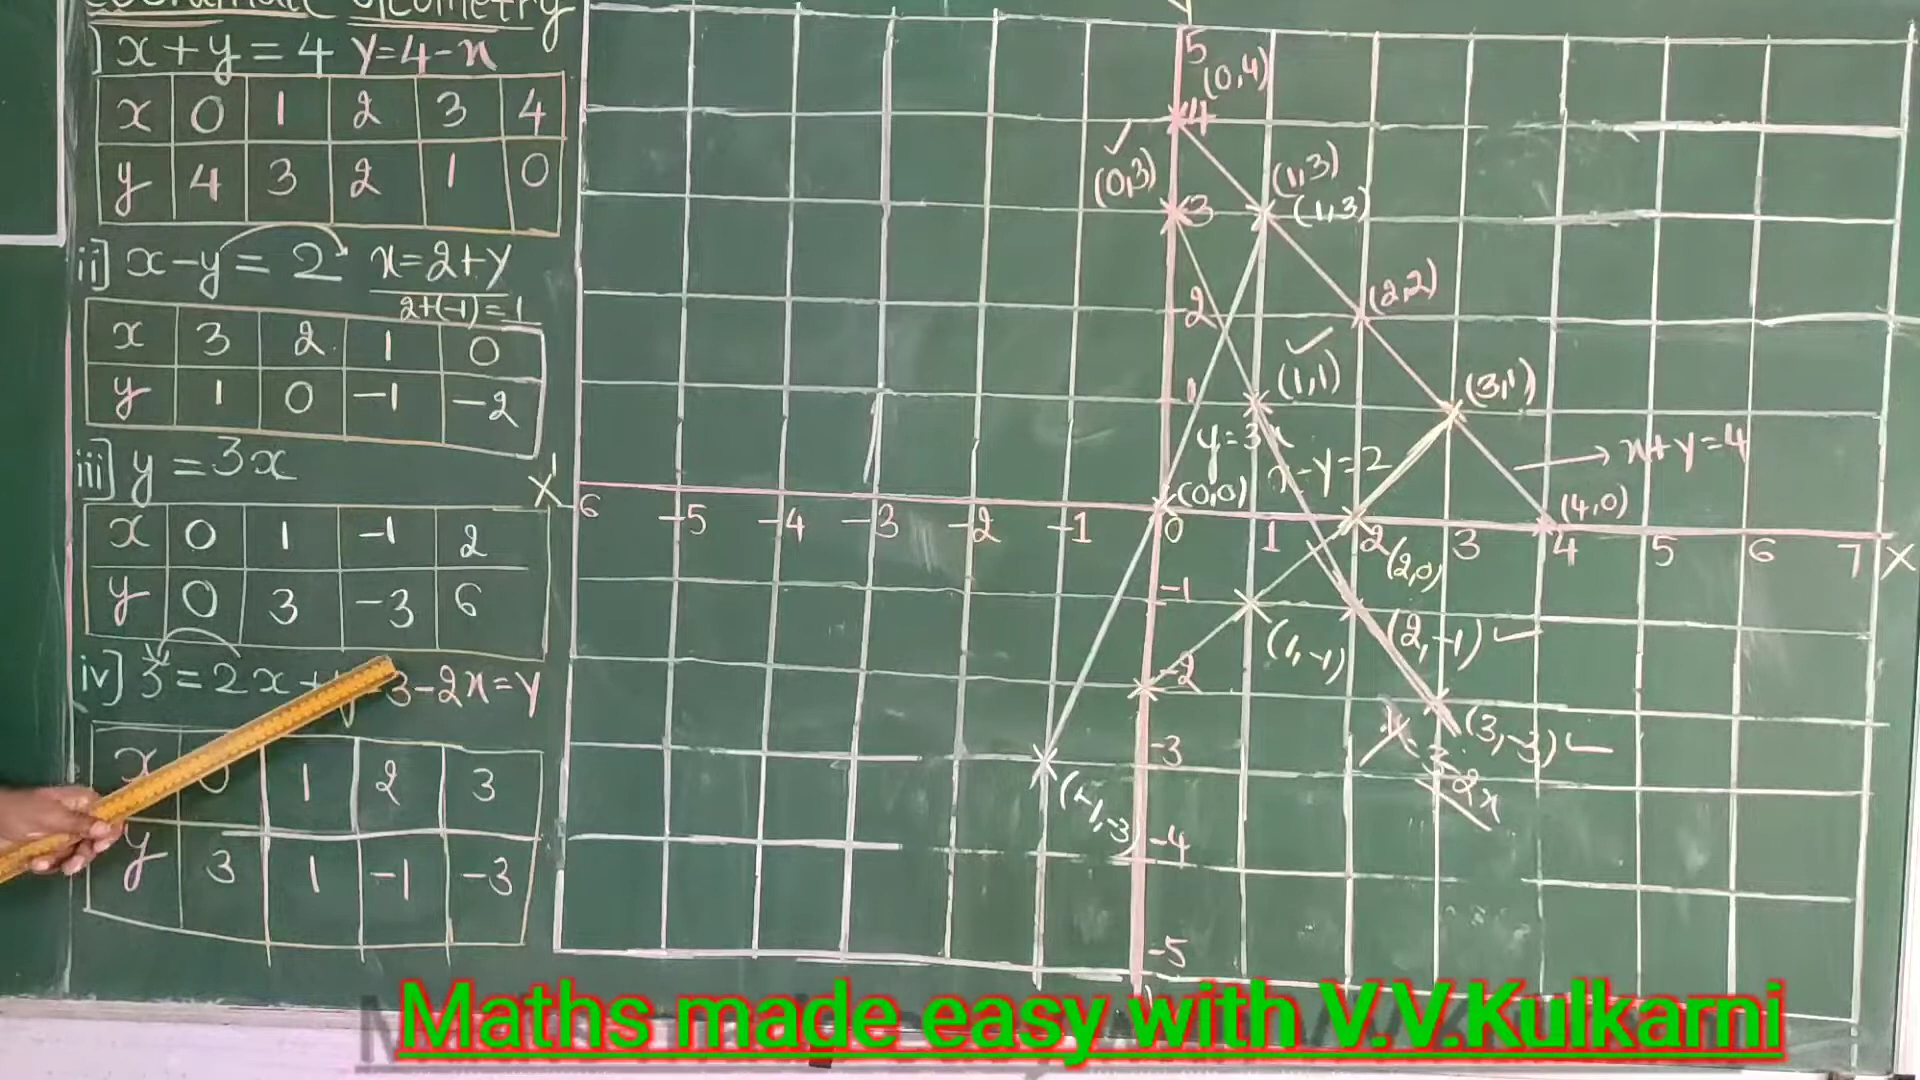 Coordinate Geometry
i] x+y=4 y=4-x
x 0 1 2 3 4
y 4 3 2 1 0
ii] x-y=2 x=2+y
2+(-1)=1
x 3 2 1 0
y 1 0 -1 -2
iii] y=3x
x 0 1 -1 2
y 0 3 -3 6
iv] 3=2x+y 3-2x=y
x 0 1 2 3
y 3 1 -1 -3
5
(0,4)
4
(0,3)
3
(1,3)
(1,3)
2
(2,2)
1
(1,1)
(3,1)
y=3x
x-y=2
x+y=4
X'
(0,0)
(4,0)
6 -5 -4 -3 -2 -1 0 1 2 3 4 5 6 7 X
(2,0)
-1
(1,-1)
(2,-1)
-2
(3,-3)
-3
(-1,-3)
-4
-5
Maths made easy with V.V.Kulkarni